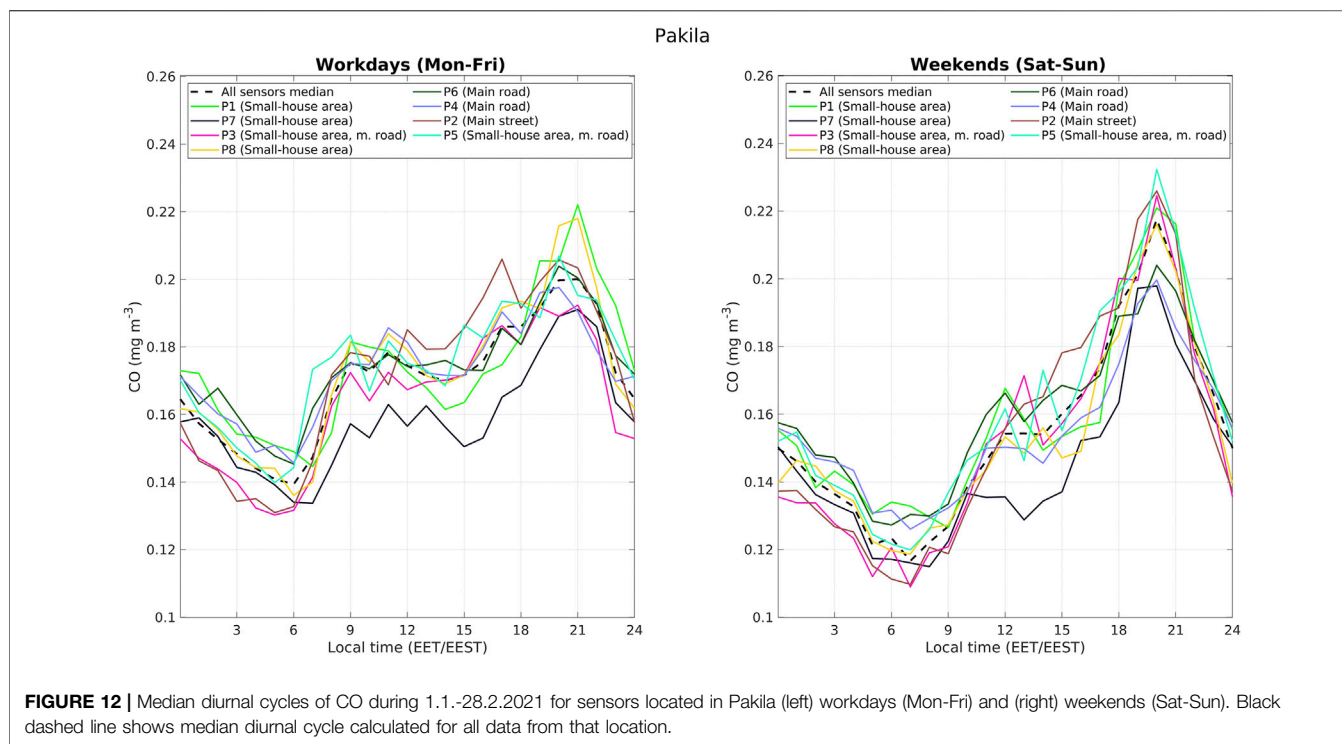 Pakila
Workdays (Mon-Fri)
CO (mg m⁻³)
0.26
0.24
0.22
0.2
0.18
0.16
0.14
0.12
0.1
All sensors median
P1 (Small-house area)
P7 (Small-house area)
P3 (Small-house area, m. road)
P8 (Small-house area)
P6 (Main road)
P4 (Main road)
P2 (Main street)
P5 (Small-house area, m. road)
3 6 9 12 15 18 21 24
Local time (EET/EEST)
Weekends (Sat-Sun)
CO (mg m⁻³)
0.26
0.24
0.22
0.2
0.18
0.16
0.14
0.12
0.1
All sensors median
P1 (Small-house area)
P7 (Small-house area)
P3 (Small-house area, m. road)
P8 (Small-house area)
P6 (Main road)
P4 (Main road)
P2 (Main street)
P5 (Small-house area, m. road)
3 6 9 12 15 18 21 24
Local time (EET/EEST)
FIGURE 12 | Median diurnal cycles of CO during 1.1.-28.2.2021 for sensors located in Pakila (left) workdays (Mon-Fri) and (right) weekends (Sat-Sun). Black
dashed line shows median diurnal cycle calculated for all data from that location.